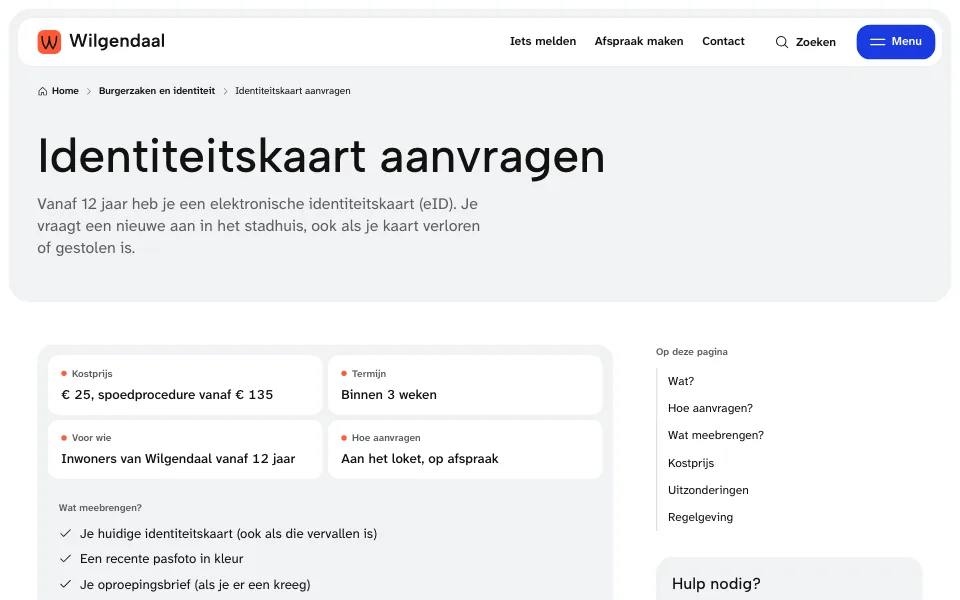 Wilgendaal
Iets melden
Afspraak maken
Contact
Zoeken
Menu
Home
Burgerzaken en identiteit
Identiteitskaart aanvragen
Identiteitskaart aanvragen
Vanaf 12 jaar heb je een elektronische identiteitskaart (eID). Je
vraagt een nieuwe aan in het stadhuis, ook als je kaart verloren
of gestolen is.
Kostprijs
€ 25, spoedprocedure vanaf € 135
Termijn
Binnen 3 weken
Voor wie
Inwoners van Wilgendaal vanaf 12 jaar
Hoe aanvragen
Aan het loket, op afspraak
Wat meebrengen?
Je huidige identiteitskaart (ook als die vervallen is)
Een recente pasfoto in kleur
Je oproepingsbrief (als je er een kreeg)
Op deze pagina
Wat?
Hoe aanvragen?
Wat meebrengen?
Kostprijs
Uitzonderingen
Regelgeving
Hulp nodig?